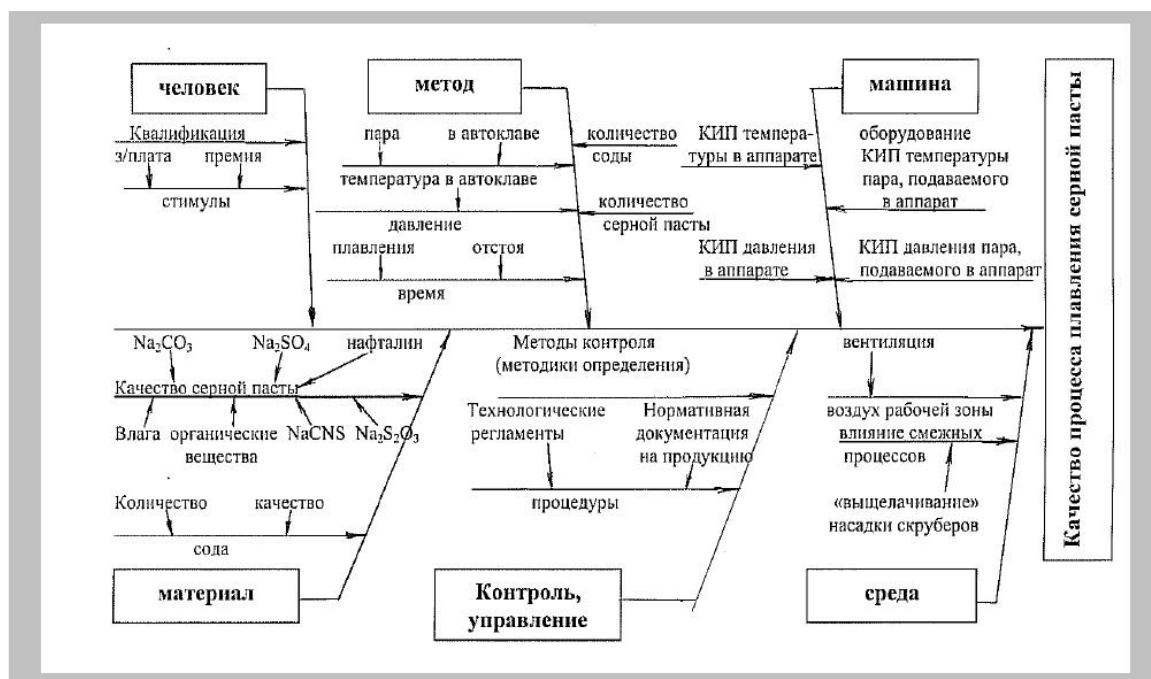 человек
метод
машина
Квалификация
з/плата
премия
стимулы
пара
в автоклаве
температура в автоклаве
давление
плавления
отстоя
время
количество
соды
количество
серной пасты
КИП темпера-
туры в аппарате
КИП давления
в аппарате
оборудование
КИП температуры
пара, подаваемого
в аппарат
КИП давления пара,
подаваемого в аппарат
Качество процесса плавления серной пасты
Na₂CO₃
Na₂SO₄
нафталин
Качество серной пасты
Влага
органические
вещества
NaCNS
Na₂S₂O₃
Количество
качество
сода
Методы контроля
(методики определения)
Технологические
регламенты
Нормативная
документация
на продукцию
процедуры
вентиляция
воздух рабочей зоны
влияние смежных
процессов
«выщелачивание»
насадки скруберов
материал
Контроль,
управление
среда